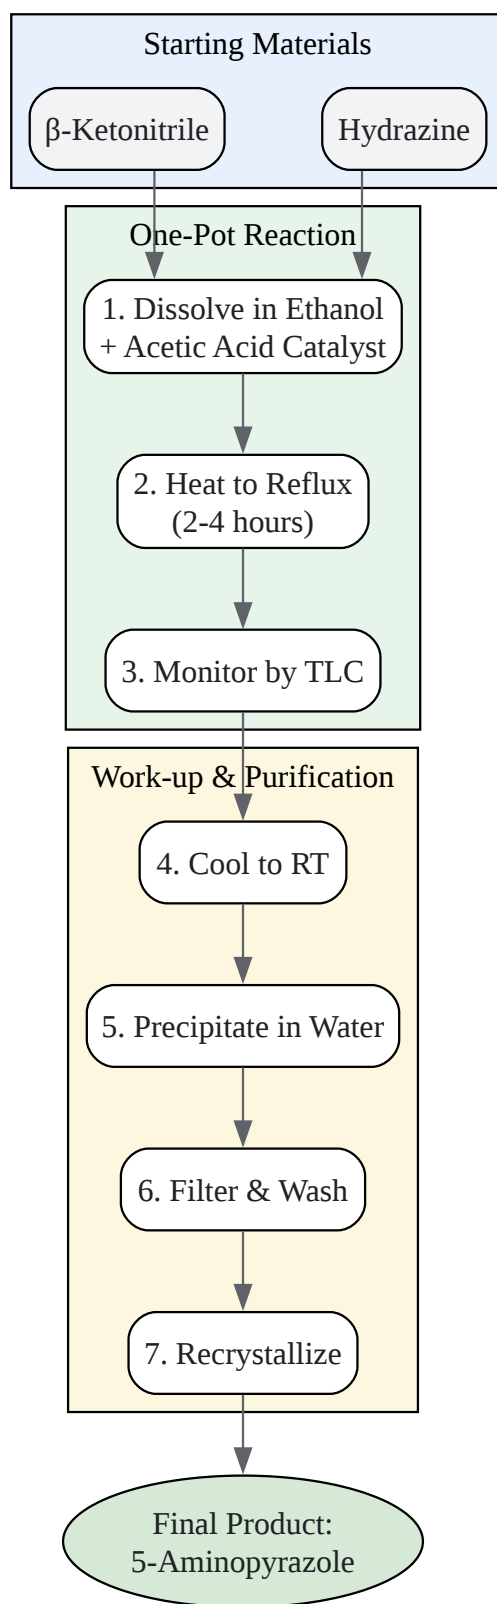 Starting Materials
β-Ketonitrile
Hydrazine
One-Pot Reaction
1. Dissolve in Ethanol
+ Acetic Acid Catalyst
2. Heat to Reflux
(2-4 hours)
3. Monitor by TLC
Work-up & Purification
4. Cool to RT
5. Precipitate in Water
6. Filter & Wash
7. Recrystallize
Final Product:
5-Aminopyrazole